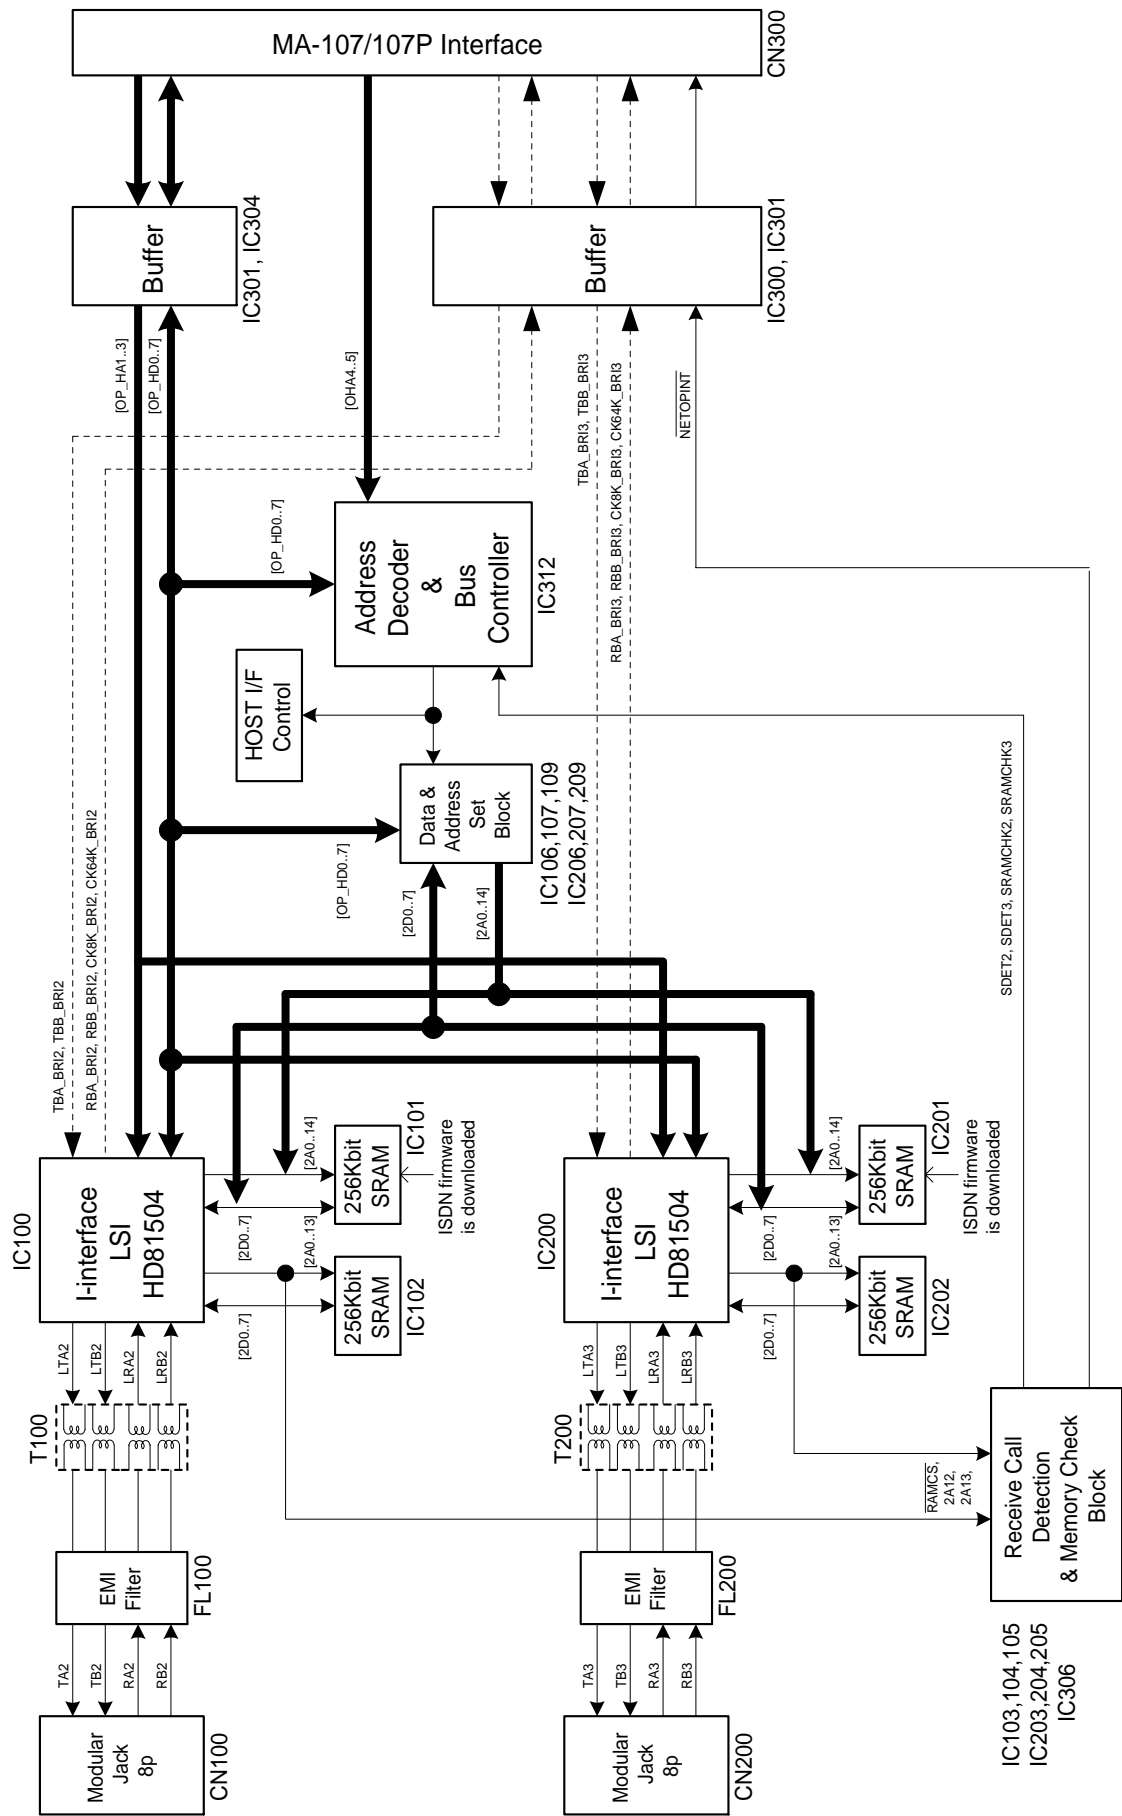 MA-107/107P Interface
CN300
Buffer
IC301, IC304
Buffer
IC300, IC301
[OP_HA1..3]
[OP_HD0..7]
[OHA4..5]
TBA_BRI3, TBB_BRI3
RBA_BRI3, RBB_BRI3, CK8K_BRI3, CK64K_BRI3
NETOPINT
[OP_HD0..7]
Address
Decoder
&
Bus
Controller
IC312
HOST I/F
Control
Data &
Address
Set
Block
IC106,107,109
IC206,207,209
[OP_HD0..7]
[2D0..7]
[2A0..14]
TBA_BRI2, TBB_BRI2
RBA_BRI2, RBB_BRI2, CK8K_BRI2, CK64K_BRI2
SDET2, SDET3, SRAMCHK2, SRAMCHK3
IC100
I-interface
LSI
HD81504
[2A0..14]
[2D0..7]
256Kbit
SRAM
IC101
ISDN firmware
is downloaded
[2A0..13]
[2D0..7]
256Kbit
SRAM
IC102
IC200
I-interface
LSI
HD81504
[2A0..14]
[2D0..7]
256Kbit
SRAM
IC201
ISDN firmware
is downloaded
[2A0..13]
[2D0..7]
256Kbit
SRAM
IC202
LTA2
LTB2
LRA2
LRB2
T100
LTA3
LTB3
LRA3
LRB3
T200
EMI
Filter
FL100
EMI
Filter
FL200
TA2
TB2
RA2
RB2
TA3
TB3
RA3
RB3
Modular
Jack
8p
CN100
Modular
Jack
8p
CN200
RAMCS,
2A12,
2A13,
Receive Call
Detection
& Memory Check
Block
IC103,104,105
IC203,204,205
IC306